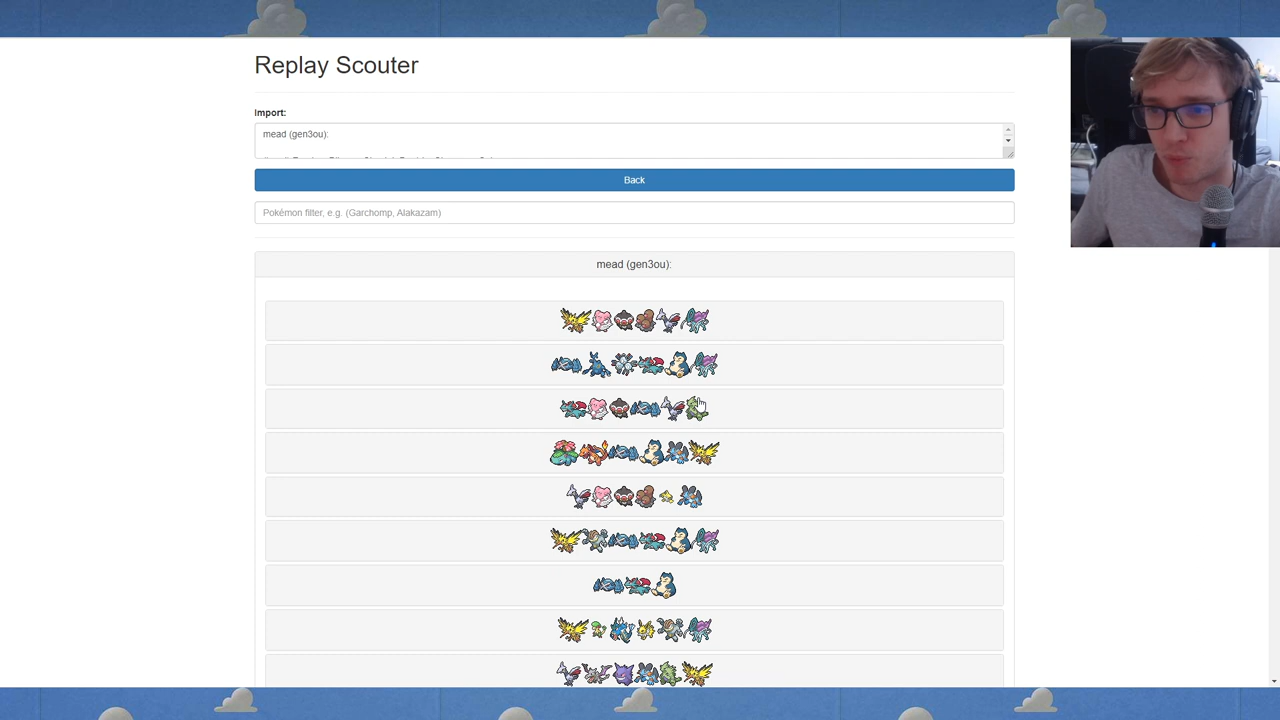 Replay Scouter
Import:
mead (gen3ou):
Back
Pokémon filter, e.g. (Garchomp, Alakazam)
mead (gen3ou):